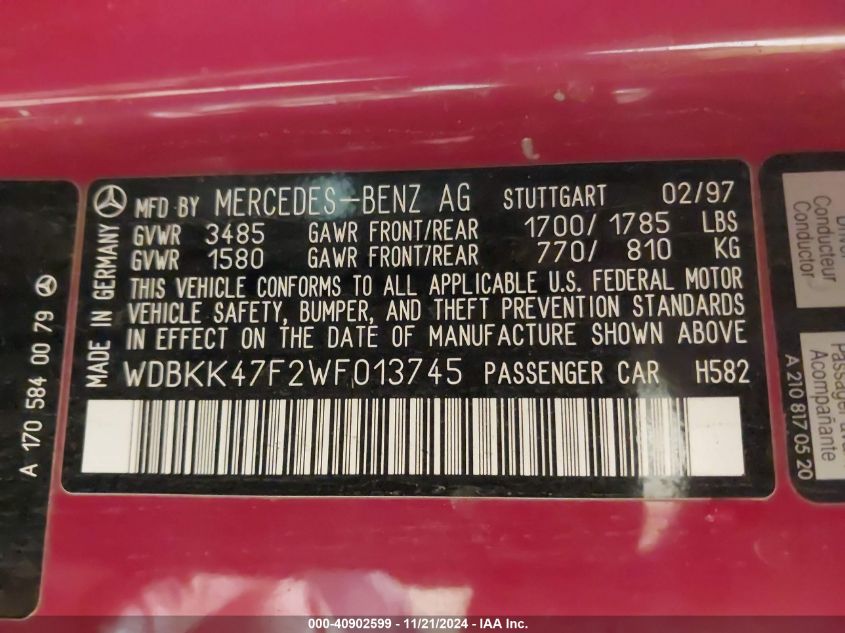 MFD BY MERCEDES-BENZ AG STUTTGART 02/97
GVWR 3485 GAWR FRONT/REAR 1700/ 1785 LBS
GVWR 1580 GAWR FRONT/REAR 770/ 810 KG
THIS VEHICLE CONFORMS TO ALL APPLICABLE U.S. FEDERAL MOTOR
VEHICLE SAFETY, BUMPER, AND THEFT PREVENTION STANDARDS
IN EFFECT ON THE DATE OF MANUFACTURE SHOWN ABOVE
WDBKK47F2WF013745 PASSENGER CAR H582
MADE IN GERMANY
A 170 584 00 79
Conducteur
Conductor
Acompañante
A 210 817 05 20
000-40902599 - 11/21/2024 - IAA Inc.